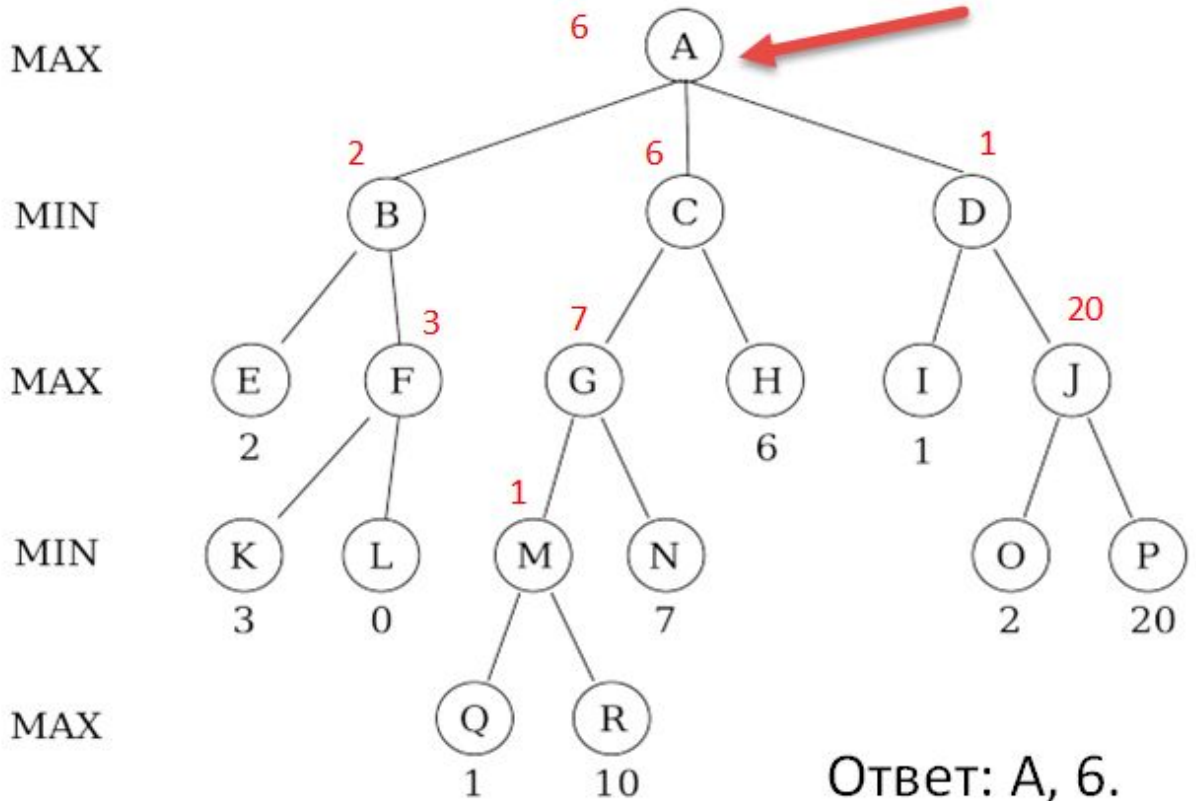 6
MAX A
2 6 1
MIN B C D
3 7 20
MAX E F G H I J
2 6 1
1
MIN K L M N O P
3 0 7 2 20
MAX Q R
1 10
Ответ: А, 6.